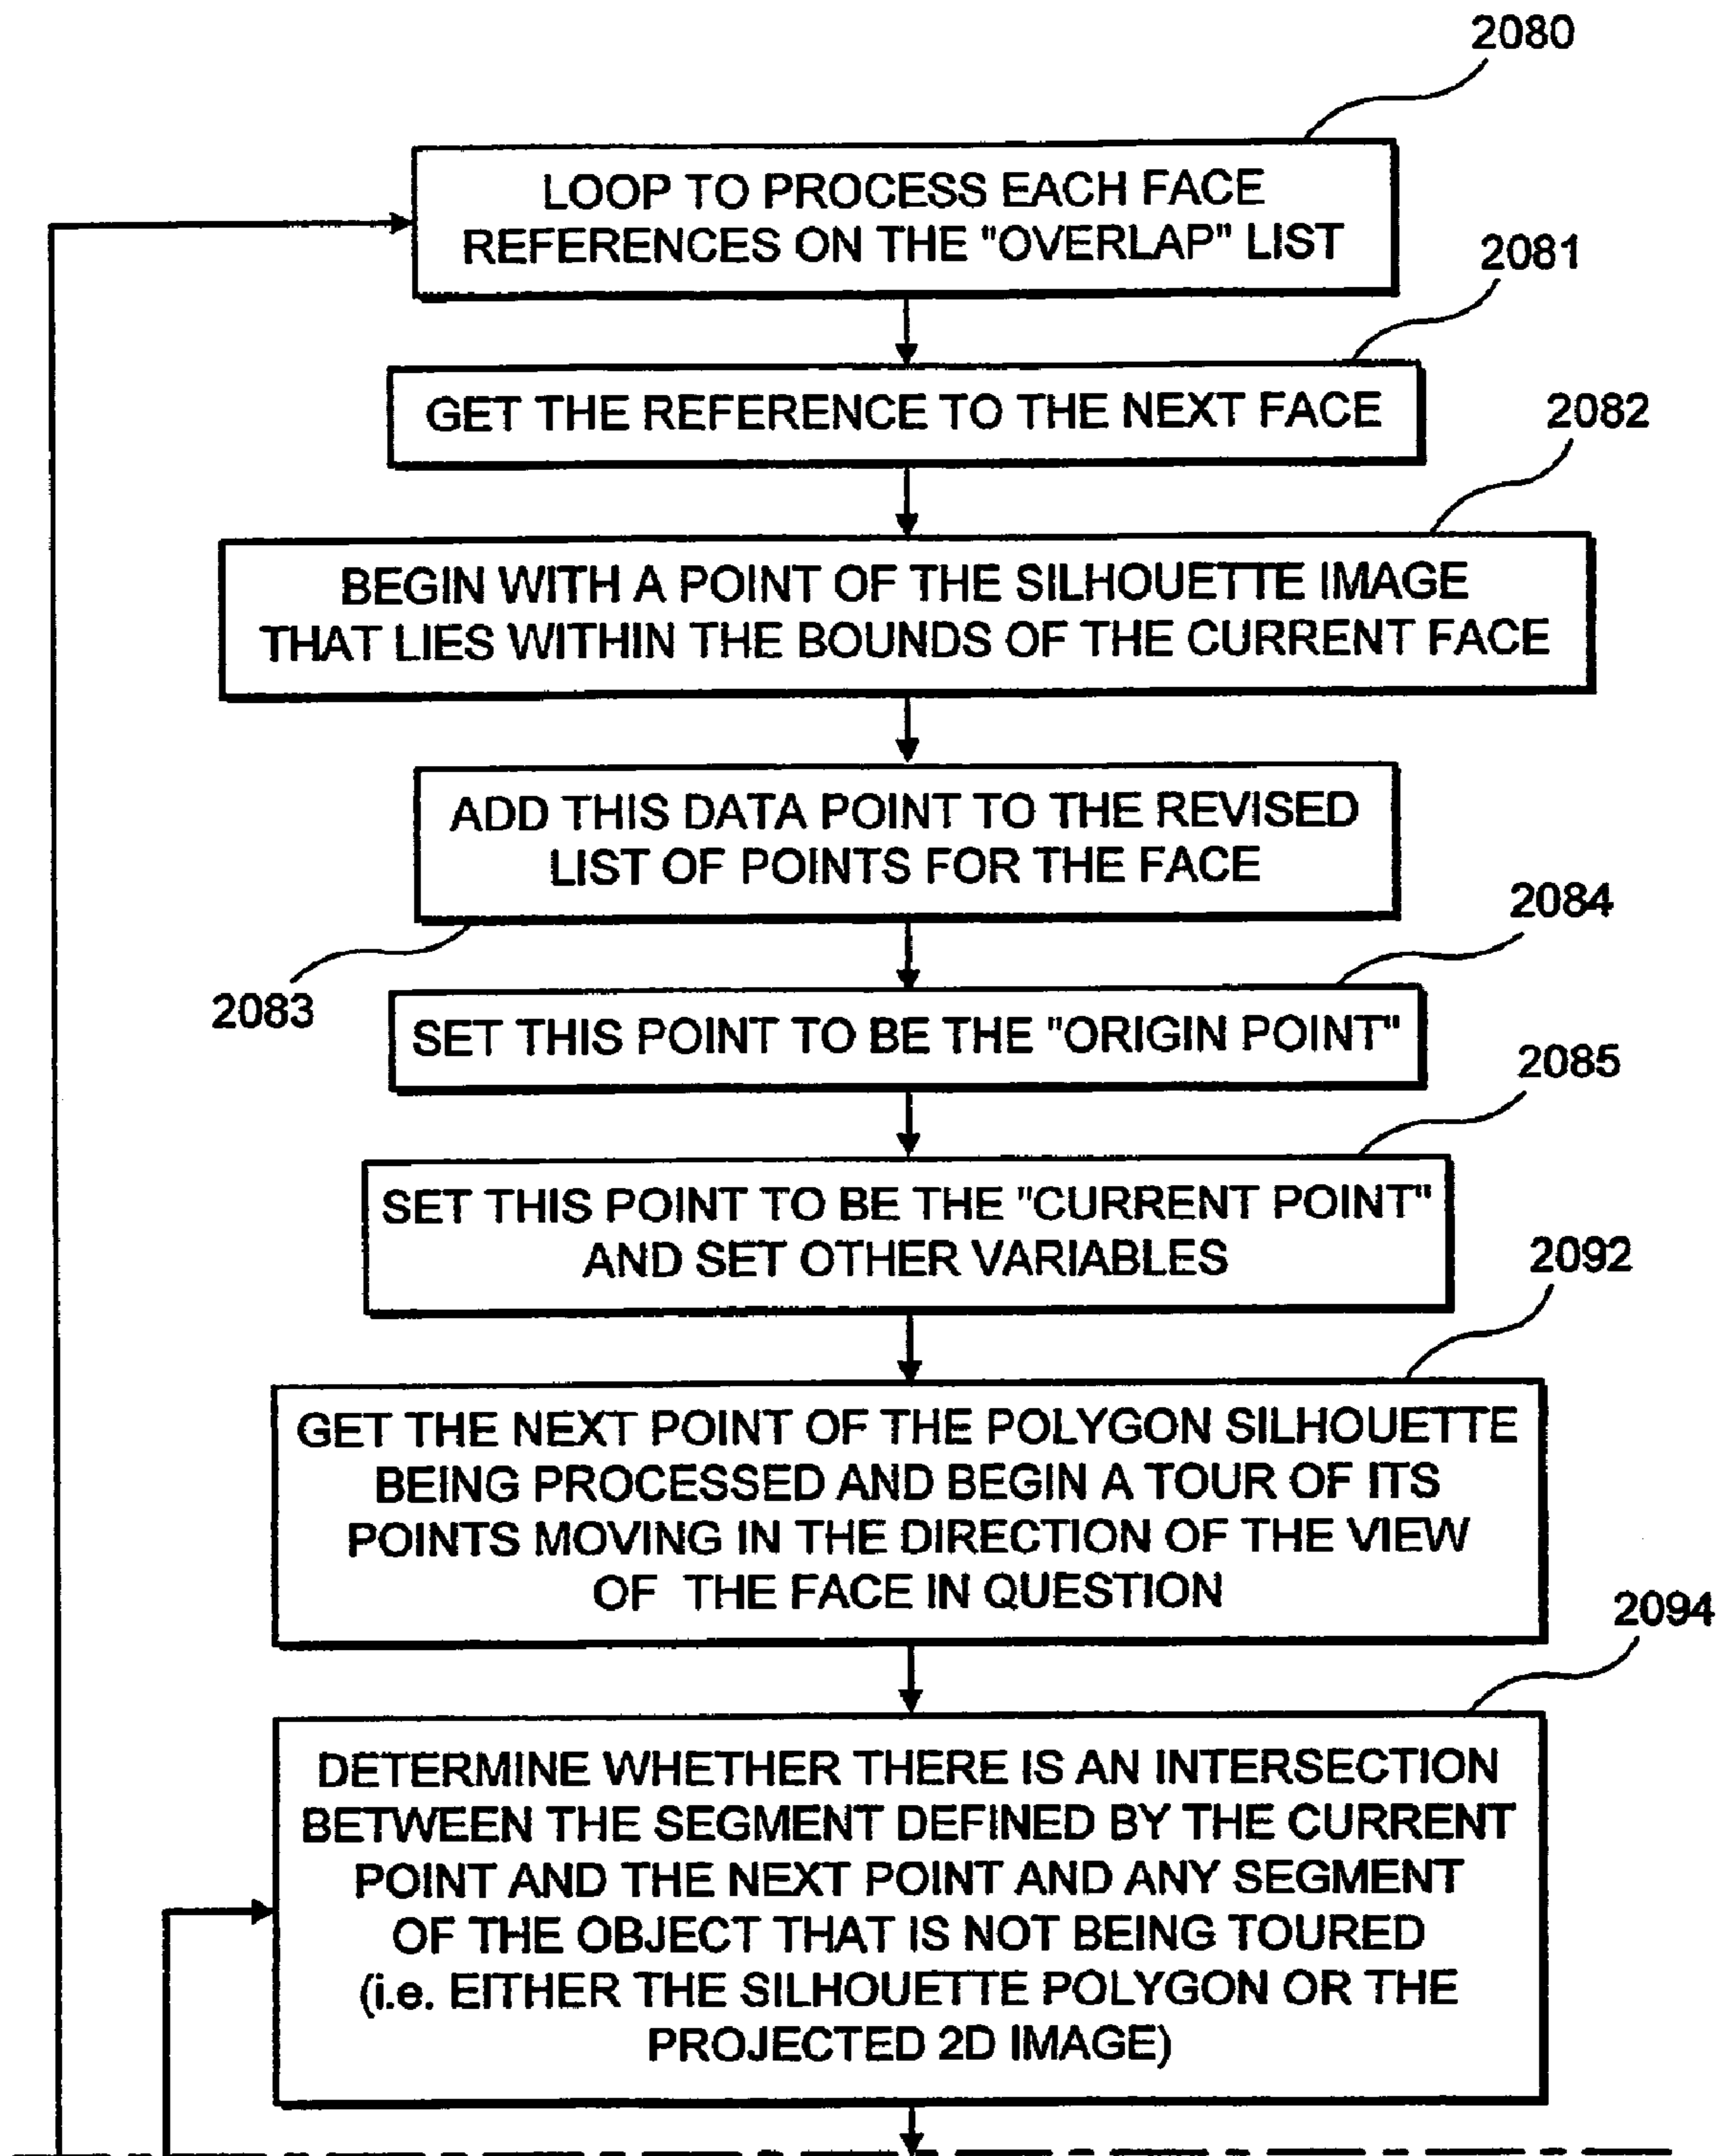 2080
LOOP TO PROCESS EACH FACE
REFERENCES ON THE "OVERLAP" LIST
2081
GET THE REFERENCE TO THE NEXT FACE
2082
BEGIN WITH A POINT OF THE SILHOUETTE IMAGE
THAT LIES WITHIN THE BOUNDS OF THE CURRENT FACE
ADD THIS DATA POINT TO THE REVISED
LIST OF POINTS FOR THE FACE
2083
2084
SET THIS POINT TO BE THE "ORIGIN POINT"
2085
SET THIS POINT TO BE THE "CURRENT POINT"
AND SET OTHER VARIABLES
2092
GET THE NEXT POINT OF THE POLYGON SILHOUETTE
BEING PROCESSED AND BEGIN A TOUR OF ITS
POINTS MOVING IN THE DIRECTION OF THE VIEW
OF THE FACE IN QUESTION
2094
DETERMINE WHETHER THERE IS AN INTERSECTION
BETWEEN THE SEGMENT DEFINED BY THE CURRENT
POINT AND THE NEXT POINT AND ANY SEGMENT
OF THE OBJECT THAT IS NOT BEING TOURED
(i.e. EITHER THE SILHOUETTE POLYGON OR THE
PROJECTED 2D IMAGE)